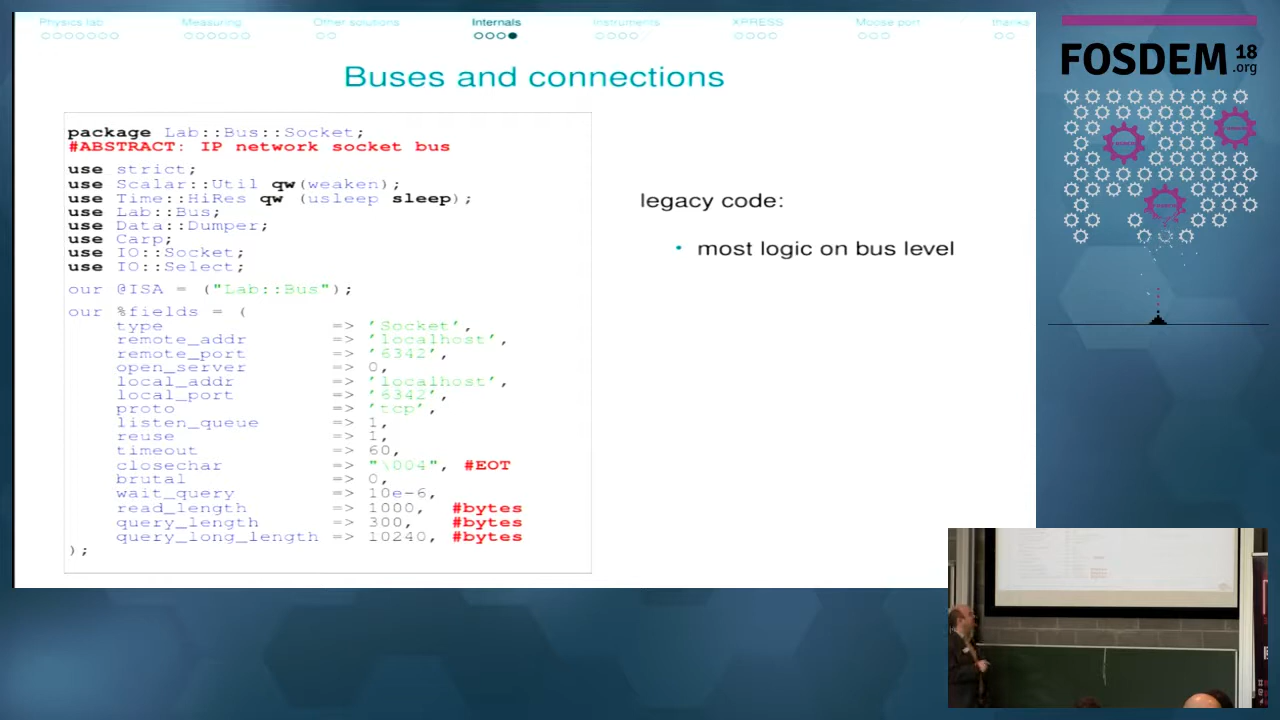 Physics lab
Measuring
Other solutions
Internals
Instruments
XPRESS
Moose port
thanks
Buses and connections
package Lab::Bus::Socket;
#ABSTRACT: IP network socket bus
use strict;
use Scalar::Util qw(weaken);
use Time::HiRes qw (usleep sleep);
use Lab::Bus;
use Data::Dumper;
use Carp;
use IO::Socket;
use IO::Select;
our @ISA = ("Lab::Bus");
our %fields = (
type => 'Socket',
remote_addr => 'localhost',
remote_port => '6342',
open_server => 0,
local_addr => 'localhost',
local_port => '6342',
proto => 'tcp',
listen_queue => 1,
reuse => 1,
timeout => 60,
closechar => "\004", #EOT
brutal => 0,
wait_query => 10e-6,
read_length => 1000, #bytes
query_length => 300, #bytes
query_long_length => 10240, #bytes
);
legacy code:
• most logic on bus level
FOSDEM 18
.org